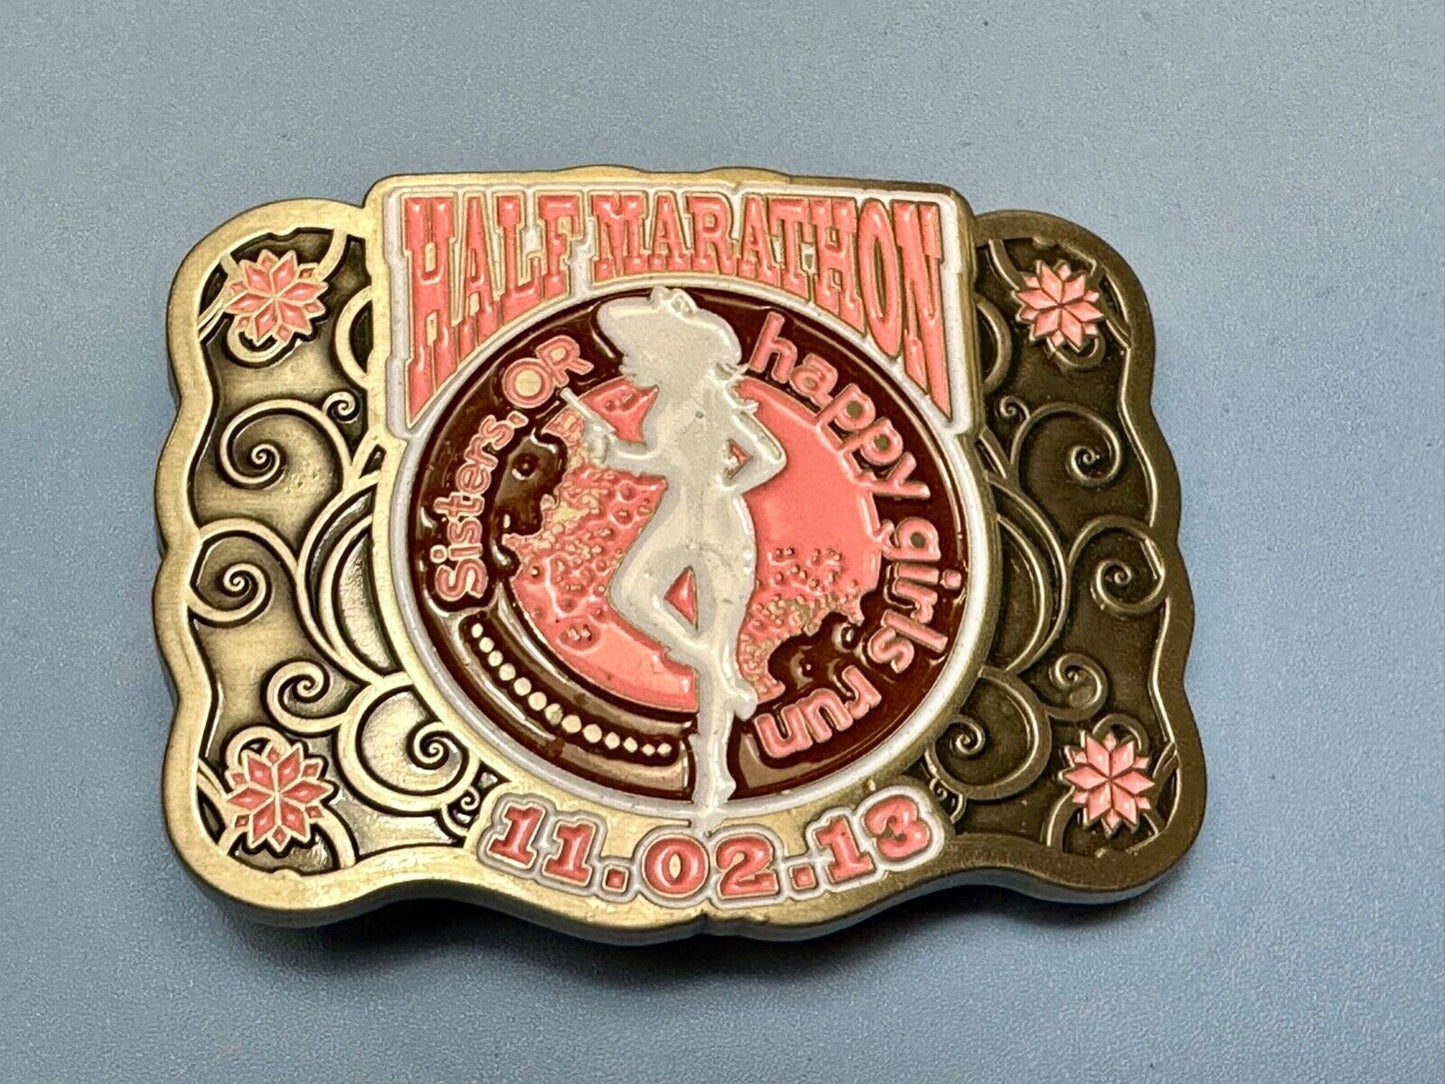 HALF MARATHON
Sisters, OR
happy girls run
11.02.13